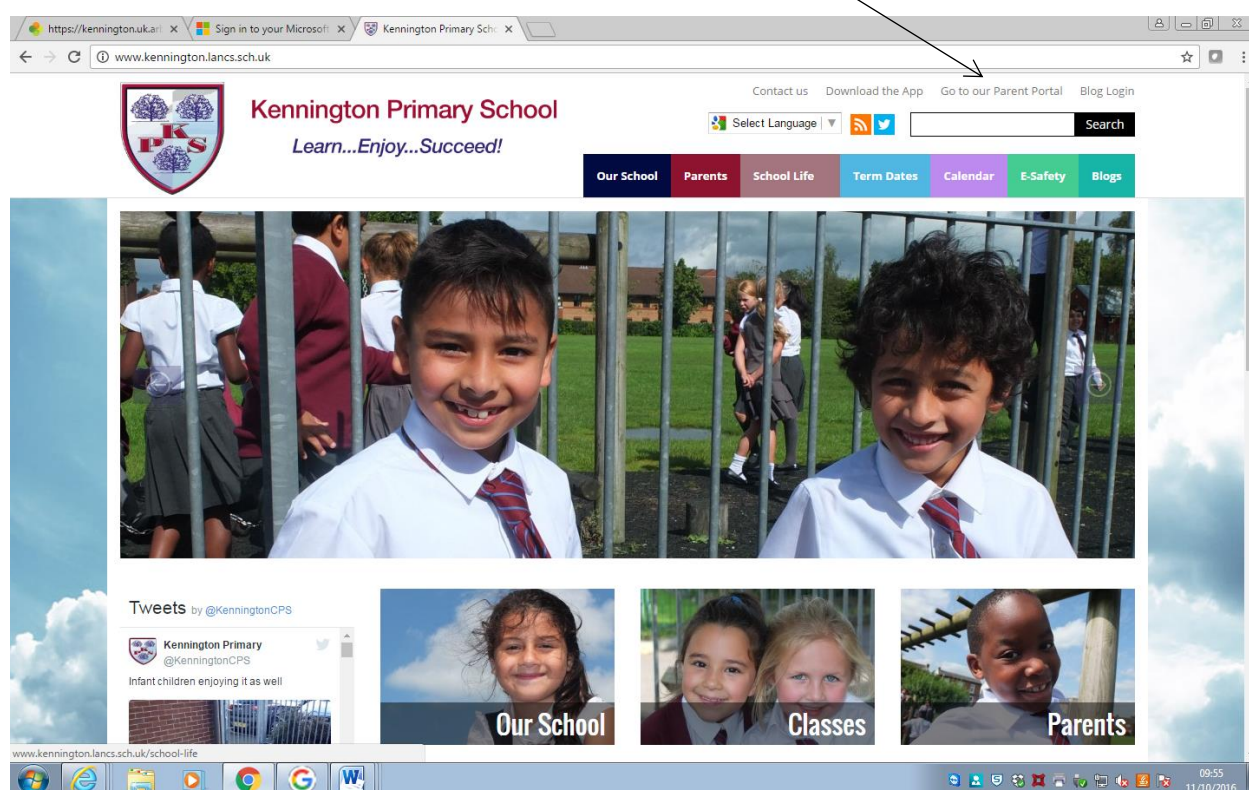 https://kennington.uk.ar
Sign in to your Microsoft
Kennington Primary Sch
www.kennington.lancs.sch.uk
Contact us Download the App Go to our Parent Portal Blog Login
KPS
Kennington Primary School
Learn...Enjoy...Succeed!
Select Language
Search
Our School Parents School Life Term Dates Calendar E-Safety Blogs
Tweets by @KenningtonCPS
Kennington Primary
@KenningtonCPS
Infant children enjoying it as well
Our School
Classes
Parents
www.kennington.lancs.sch.uk/school-life
09:55
11/10/2016